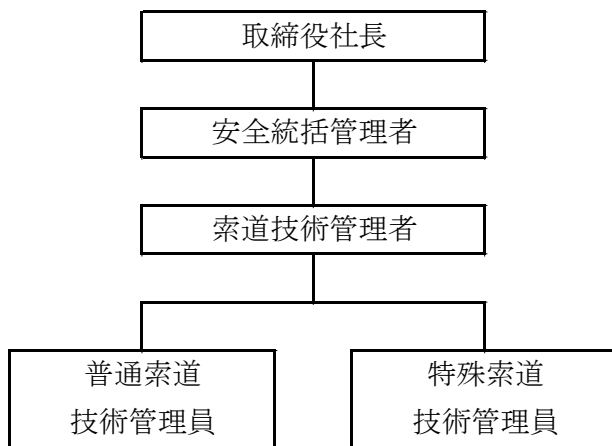 取締役社長
安全統括管理者
索道技術管理者
普通索道
技術管理員
特殊索道
技術管理員